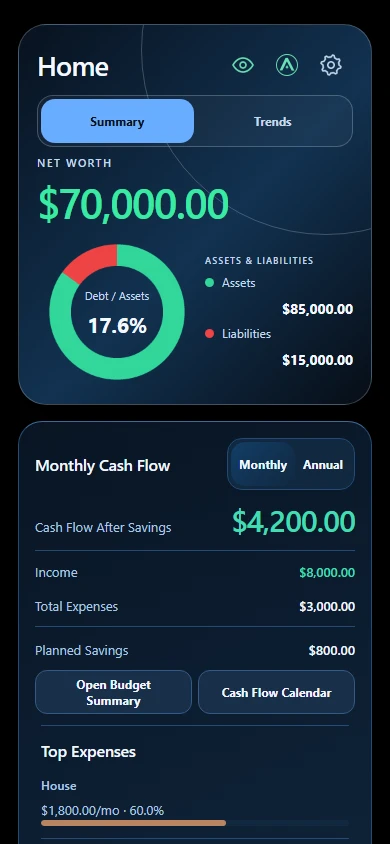 Home
Summary
Trends
NET WORTH
$70,000.00
Debt / Assets
17.6%
ASSETS & LIABILITIES
Assets
$85,000.00
Liabilities
$15,000.00
Monthly Cash Flow
Monthly
Annual
Cash Flow After Savings
$4,200.00
Income
$8,000.00
Total Expenses
$3,000.00
Planned Savings
$800.00
Open Budget
Summary
Cash Flow Calendar
Top Expenses
House
$1,800.00/mo · 60.0%